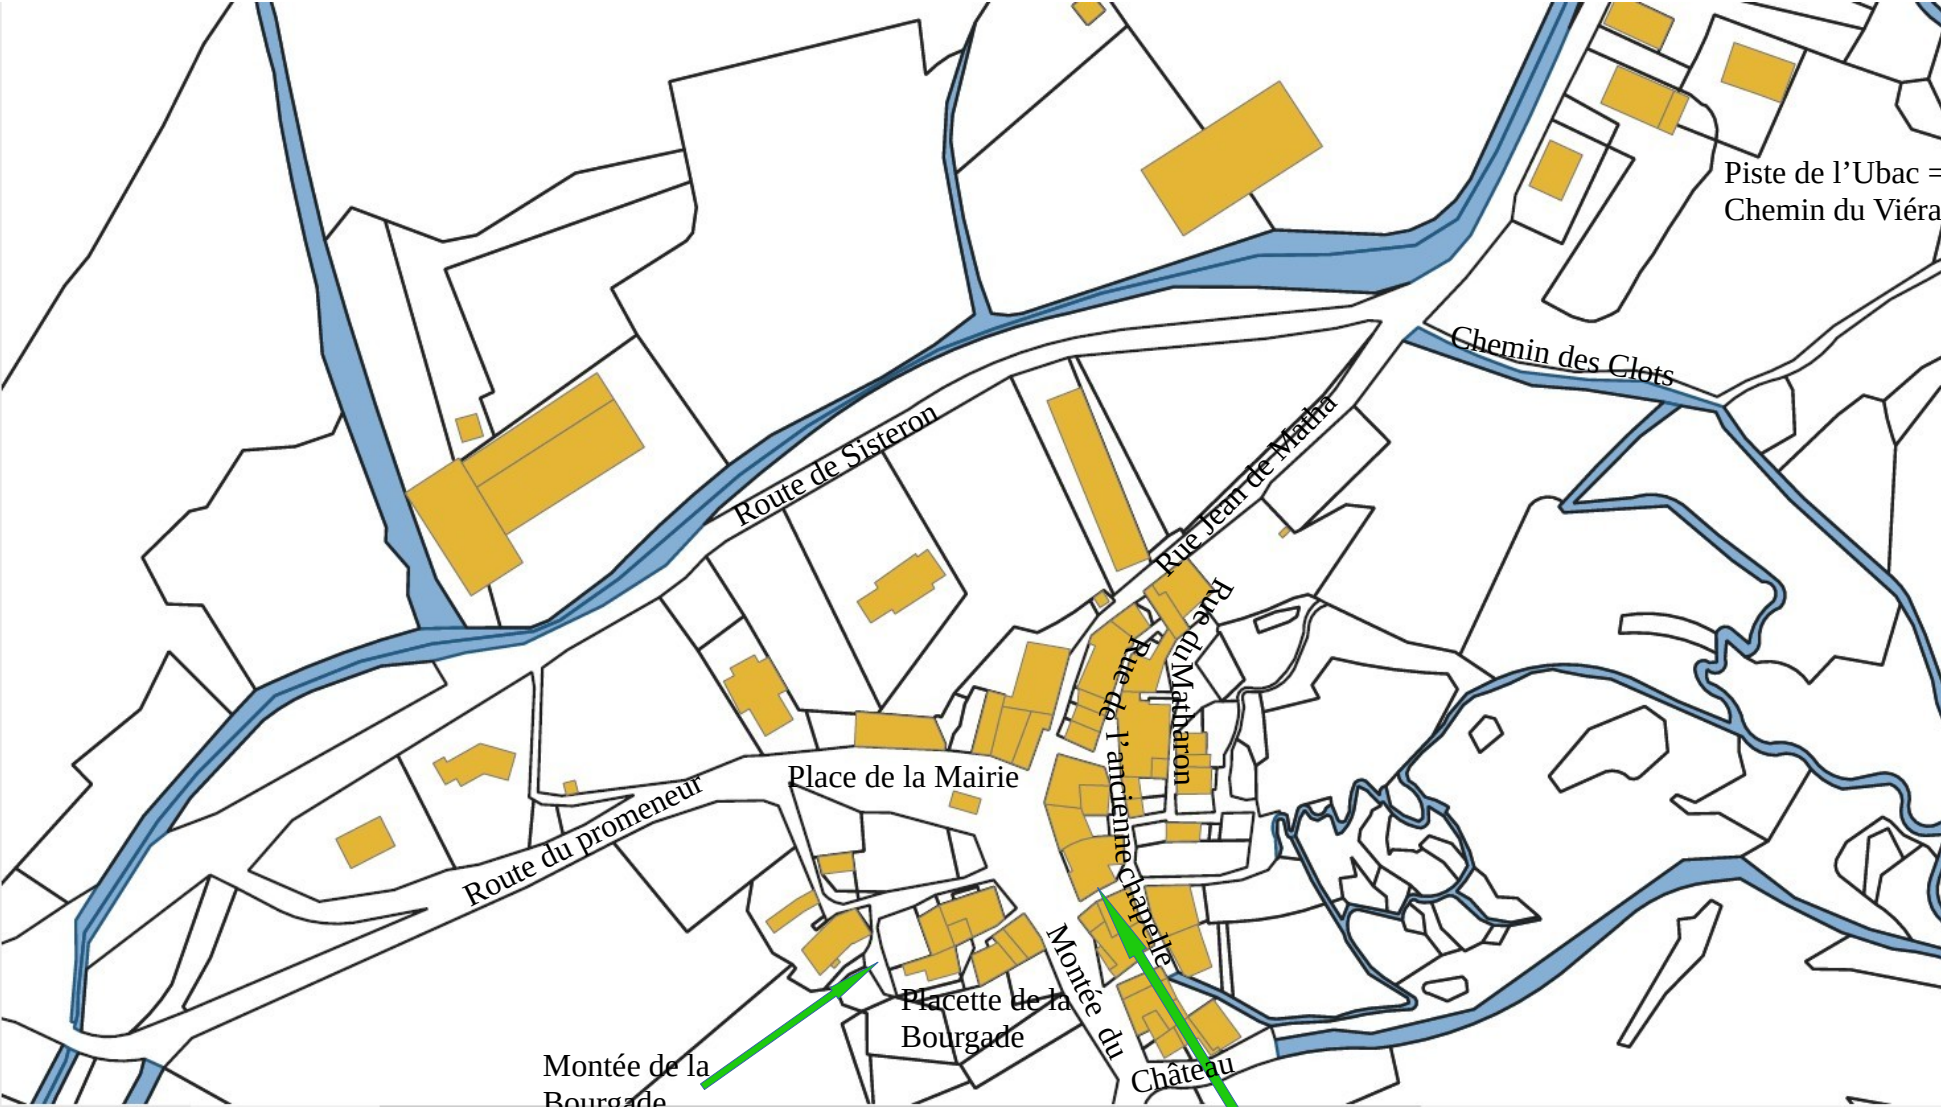 Piste de l’Ubac =
Chemin du Viéra
Chemin des Clots
Route de Sisteron
Rue Jean de Matha
Rue du Matharon
Rue de l’ancienne chapelle
Place de la Mairie
Route du promeneur
Montée du
Château
Placette de la
Bourgade
Montée de la
Bourgade